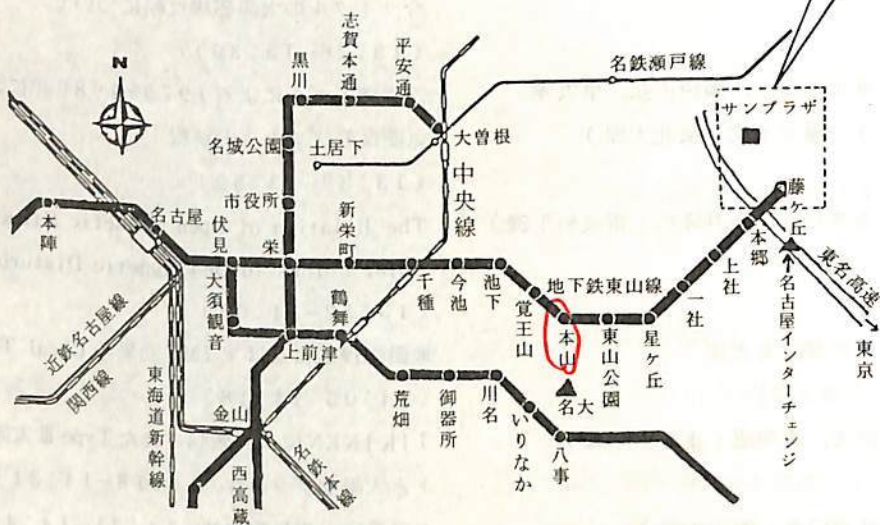 志賀本通
平安通
黒川
名鉄瀬戸線
サンプラザ
N
名城公園
土居下
大曽根
中央線
藤ヶ丘
市役所
新栄町
名古屋
伏見
栄
本陣
本郷
上社
東名高速
千種
今池
池下
地下鉄東山線
一社
大須観音
鶴舞
覚王山
本山
東山公園
星ヶ丘
名古屋インターチェンジ
東京
近鉄名古屋線
上前津
関西線
名大
東海道新幹線
金山
荒畑
御器所
川名
いりなか
八事
名鉄本線
西高蔵